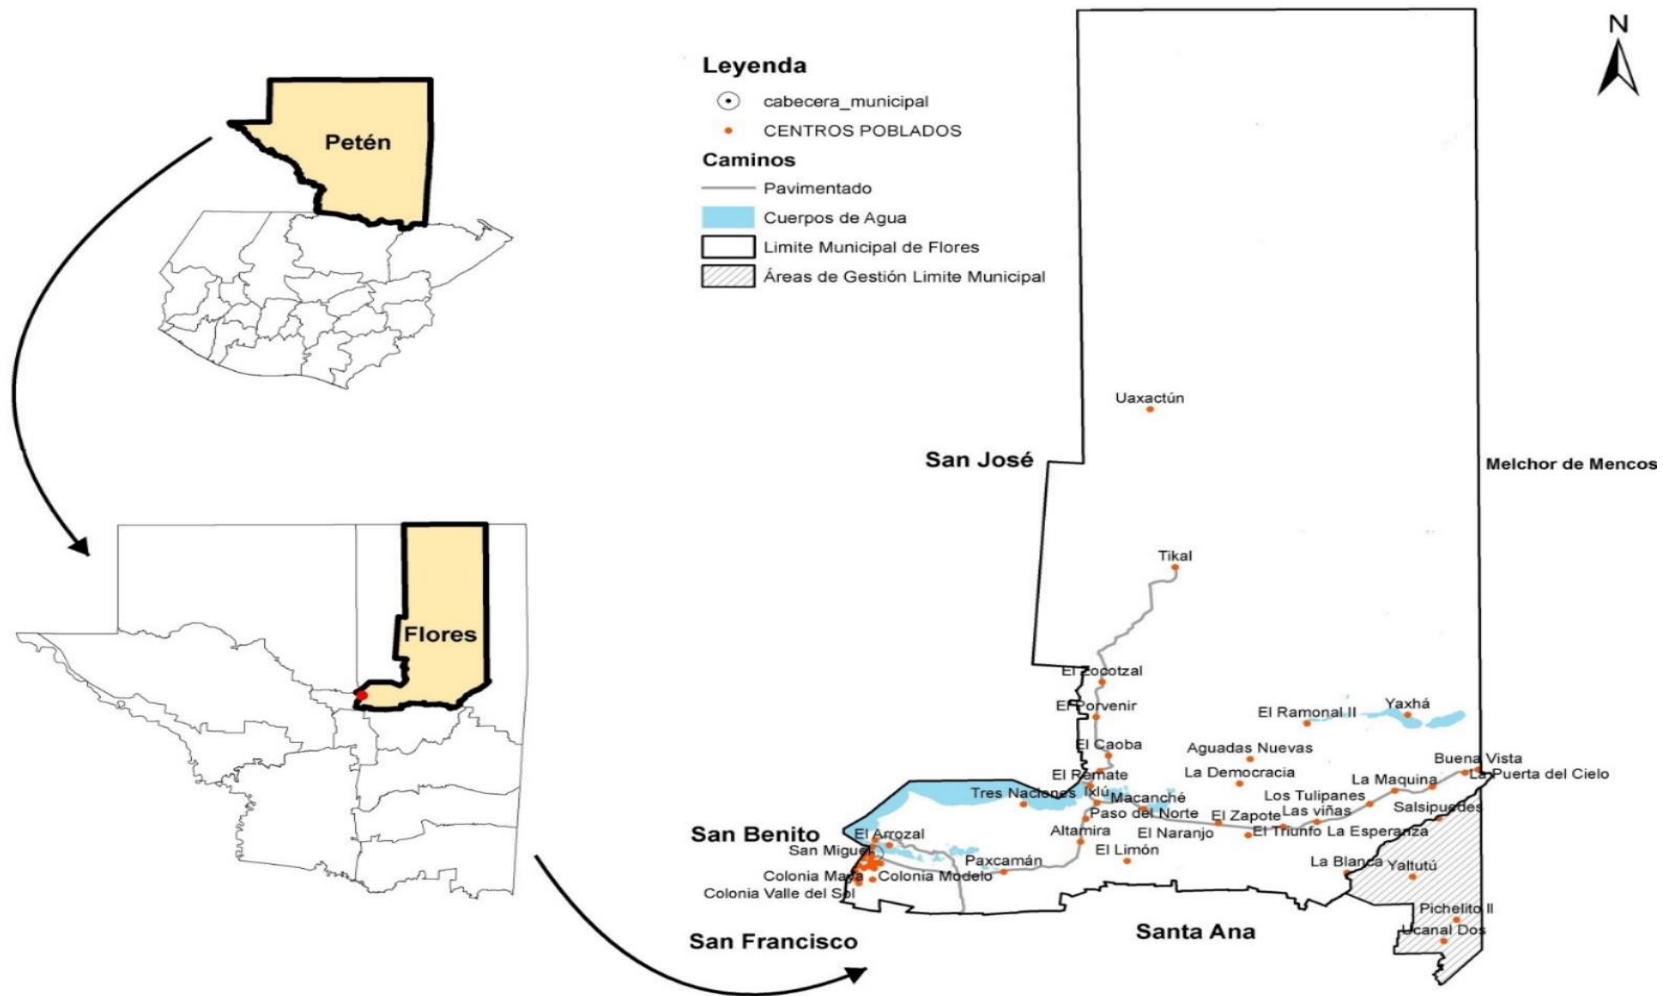 Petén
Flores
Leyenda
cabecera_municipal
CENTROS POBLADOS
Caminos
Pavimentado
Cuerpos de Agua
Limite Municipal de Flores
Áreas de Gestión Limite Municipal
N
Uaxactún
San José
Melchor de Mencos
Tikal
El Zocotzal
El Porvenir
El Ramonal II
Yaxhá
El Caoba
Aguadas Nuevas
Buena Vista
El Remate
La Democracia
La Maquina
La Puerta del Cielo
Tres Naciones
Ixlú
Macanché
Los Tulipanes
Salsipuedes
Paso del Norte
El Zapote
Las viñas
San Benito
El Arrozal
Altamira
El Naranjo
El Triunfo
La Esperanza
San Miguel
El Limón
Paxcamán
La Blanca
Yaltutú
Colonia Maya
Colonia Modelo
Colonia Valle del Sol
Pichelito II
Ucanal Dos
San Francisco
Santa Ana